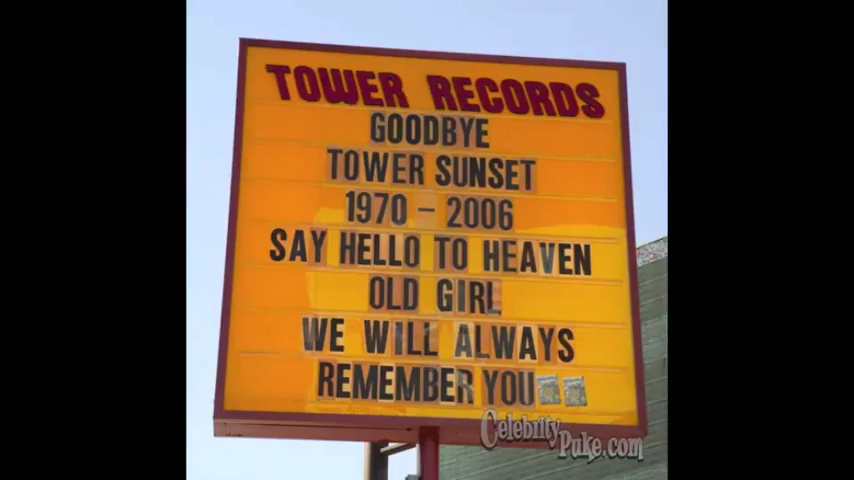 TOWER RECORDS
GOODBYE
TOWER SUNSET
1970 - 2006
SAY HELLO TO HEAVEN
OLD GIRL
WE WILL ALWAYS
REMEMBER YOU
CelebrityPuke.com